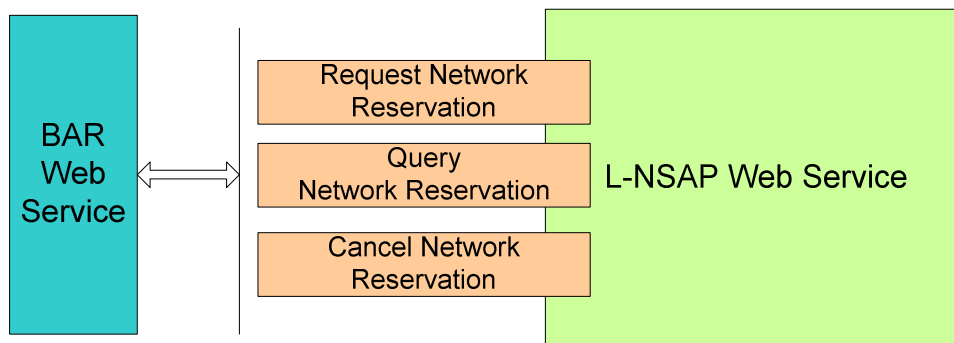 BAR
Web
Service
Request Network
Reservation
Query
Network Reservation
Cancel Network
Reservation
L-NSAP Web Service